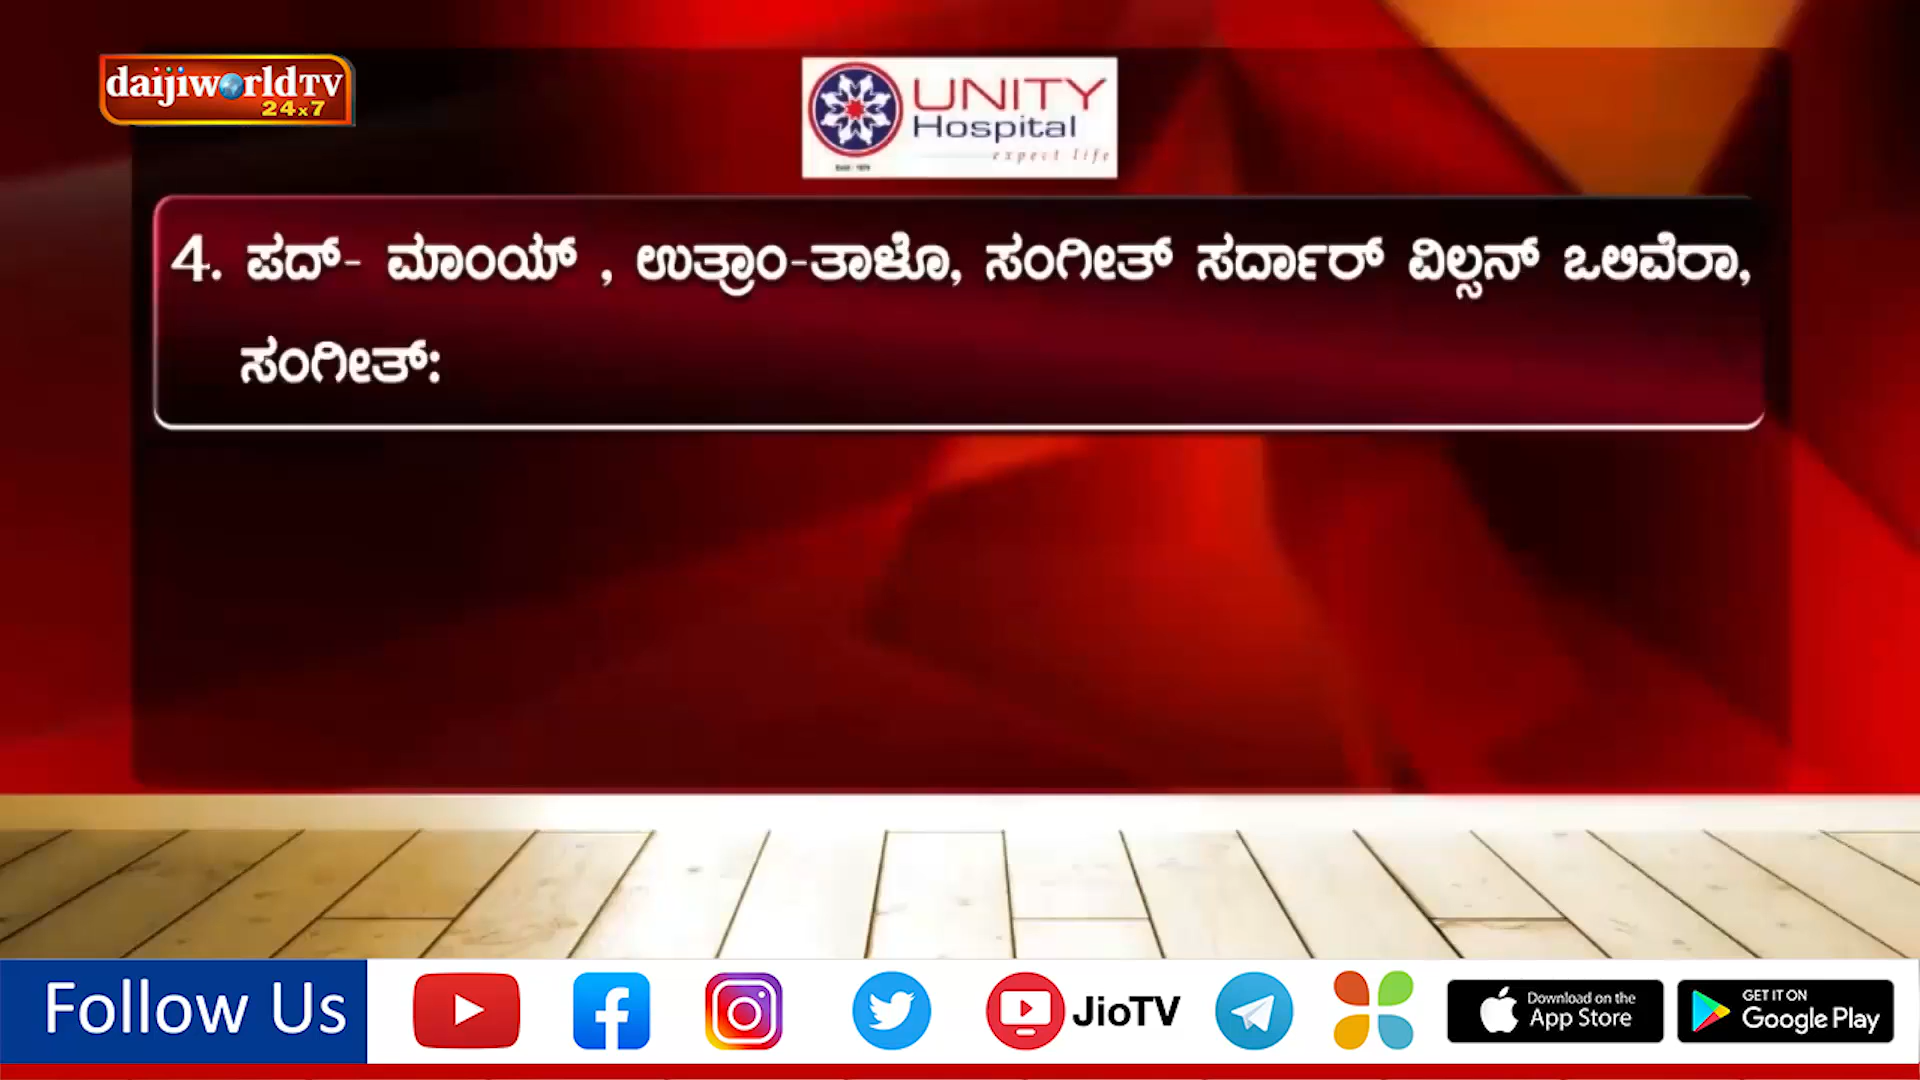 daijiworldTV
24x7
UNITY
Hospital
expect life
4. ಪದ್- ಮಾಂಯ್ , ಉತ್ರಾಂ-ತಾಳೊ, ಸಂಗೀತ್ ಸರ್ದಾರ್ ವಿಲ್ಸನ್ ಒಲಿವೆರಾ,
ಸಂಗೀತ್:
Follow Us
JioTV
Download on the
App Store
GET IT ON
Google Play